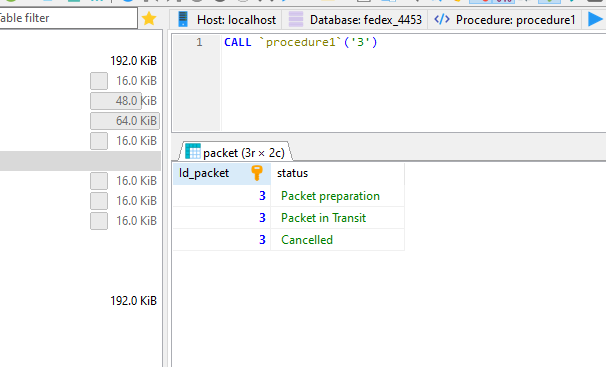 Table filter
192.0 KiB
16.0 KiB
48.0 KiB
64.0 KiB
16.0 KiB
16.0 KiB
16.0 KiB
16.0 KiB
192.0 KiB
Host: localhost
Database: fedex_4453
Procedure: procedure1
1 CALL `procedure1`('3')
packet (3r × 2c)
Id_packet status
3 Packet preparation
3 Packet in Transit
3 Cancelled